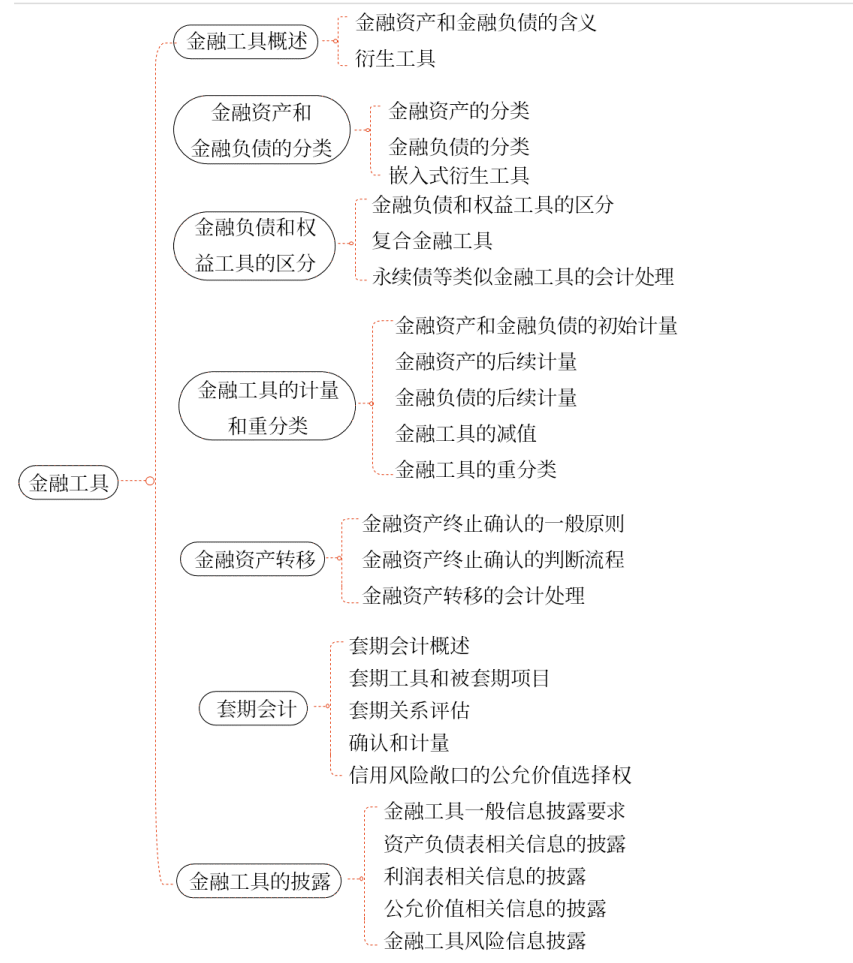 金融工具
金融工具概述
金融资产和金融负债的含义
衍生工具
金融资产和
金融负债的分类
金融资产的分类
金融负债的分类
嵌入式衍生工具
金融负债和权
益工具的区分
金融负债和权益工具的区分
复合金融工具
永续债等类似金融工具的会计处理
金融工具的计量
和重分类
金融资产和金融负债的初始计量
金融资产的后续计量
金融负债的后续计量
金融工具的减值
金融工具的重分类
金融资产转移
金融资产终止确认的一般原则
金融资产终止确认的判断流程
金融资产转移的会计处理
套期会计
套期会计概述
套期工具和被套期项目
套期关系评估
确认和计量
信用风险敞口的公允价值选择权
金融工具的披露
金融工具一般信息披露要求
资产负债表相关信息的披露
利润表相关信息的披露
公允价值相关信息的披露
金融工具风险信息披露